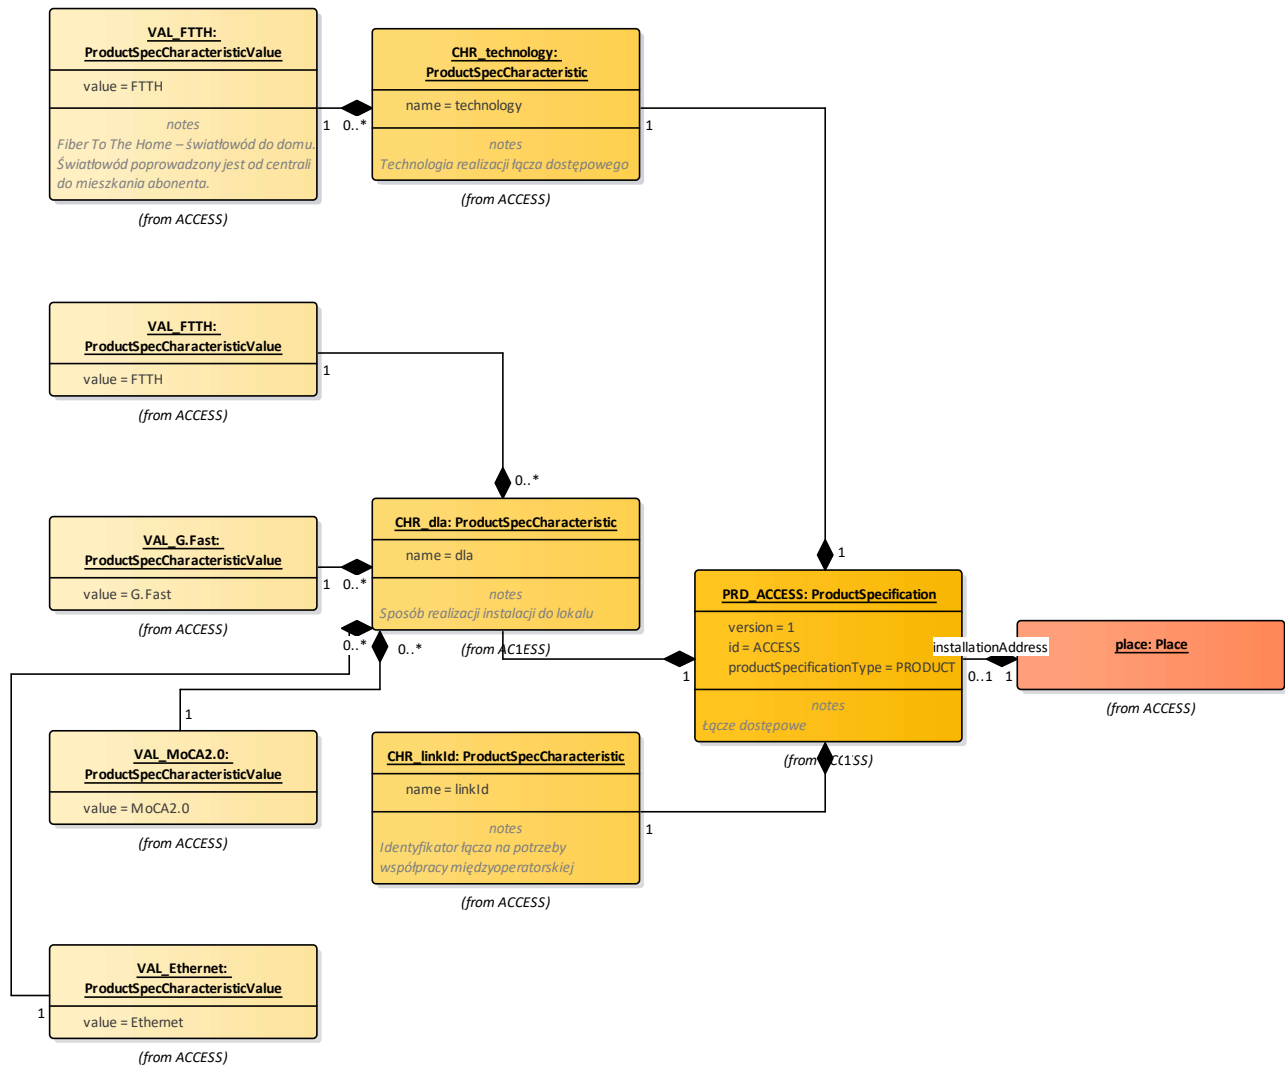 VAL_FTTH:
ProductSpecCharacteristicValue
value = FTTH
notes
Fiber To The Home – światłowód do domu.
Światłowód poprowadzony jest od centrali
do mieszkania abonenta.
(from ACCESS)
1
0..*
CHR_technology:
ProductSpecCharacteristic
name = technology
notes
Technologia realizacji łącza dostępowego
(from ACCESS)
1
VAL_FTTH:
ProductSpecCharacteristicValue
value = FTTH
(from ACCESS)
1
0..*
VAL_G.Fast:
ProductSpecCharacteristicValue
value = G.Fast
(from ACCESS)
1
0..*
CHR_dla: ProductSpecCharacteristic
name = dla
notes
Sposób realizacji instalacji do lokalu
(from AC1ESS)
0..*
0..*
1
1
PRD_ACCESS: ProductSpecification
version = 1
id = ACCESS
productSpecificationType = PRODUCT
notes
Łącze dostępowe
(from
C(1'SS)
installationAddress
0..1
1
place: Place
(from ACCESS)
1
VAL_MoCA2.0:
ProductSpecCharacteristicValue
value = MoCA2.0
(from ACCESS)
CHR_linkId: ProductSpecCharacteristic
name = linkId
notes
Identyfikator łącza na potrzeby
współpracy międzyoperatorskiej
(from ACCESS)
1
VAL_Ethernet:
ProductSpecCharacteristicValue
value = Ethernet
(from ACCESS)
1